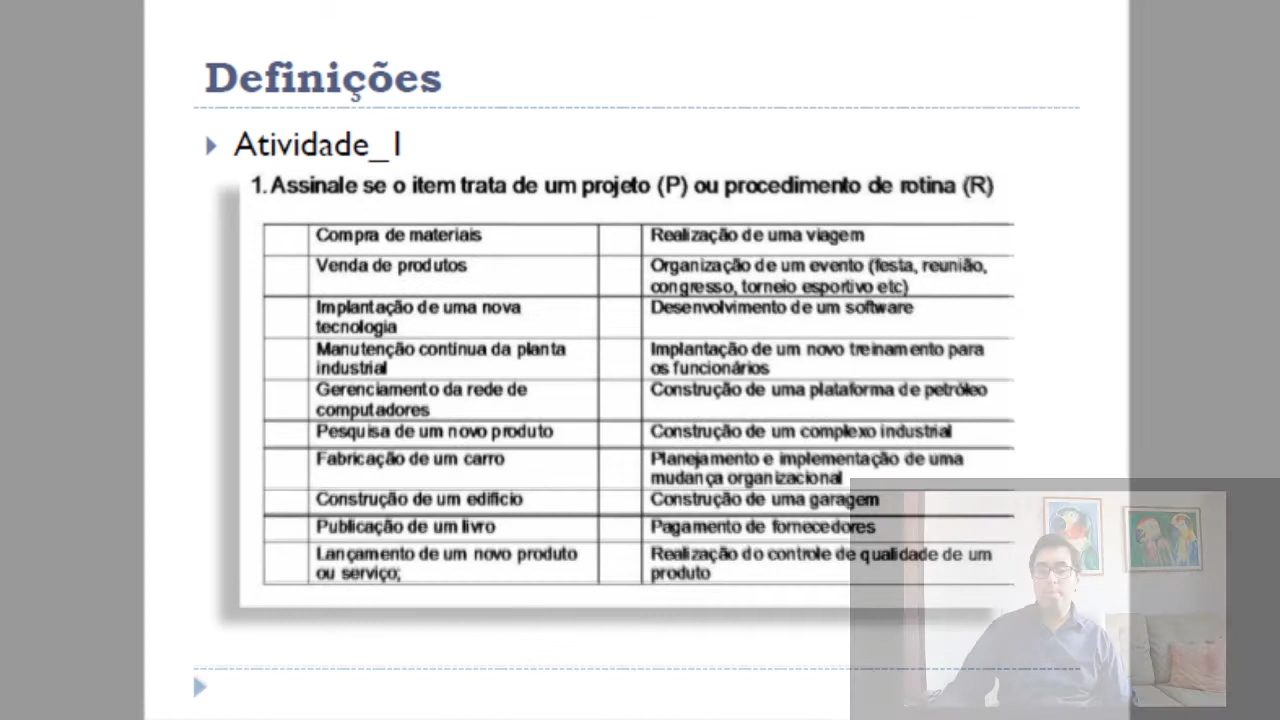 Definições
Atividade_1
1. Assinale se o item trata de um projeto (P) ou procedimento de rotina (R)
Compra de materiais
Realização de uma viagem
Venda de produtos
Organização de um evento (festa, reunião,
congresso, torneio esportivo etc)
Implantação de uma nova
tecnologia
Desenvolvimento de um software
Manutenção continua da planta
industrial
Implantação de um novo treinamento para
os funcionários
Gerenciamento da rede de
computadores
Construção de uma plataforma de petróleo
Pesquisa de um novo produto
Construção de um complexo industrial
Fabricação de um carro
Planejamento e implementação de uma
mudança organizacional
Construção de um edifício
Construção de uma garagem
Publicação de um livro
Pagamento de fornecedores
Lançamento de um novo produto
ou serviço;
Realização do controle de qualidade de um
produto